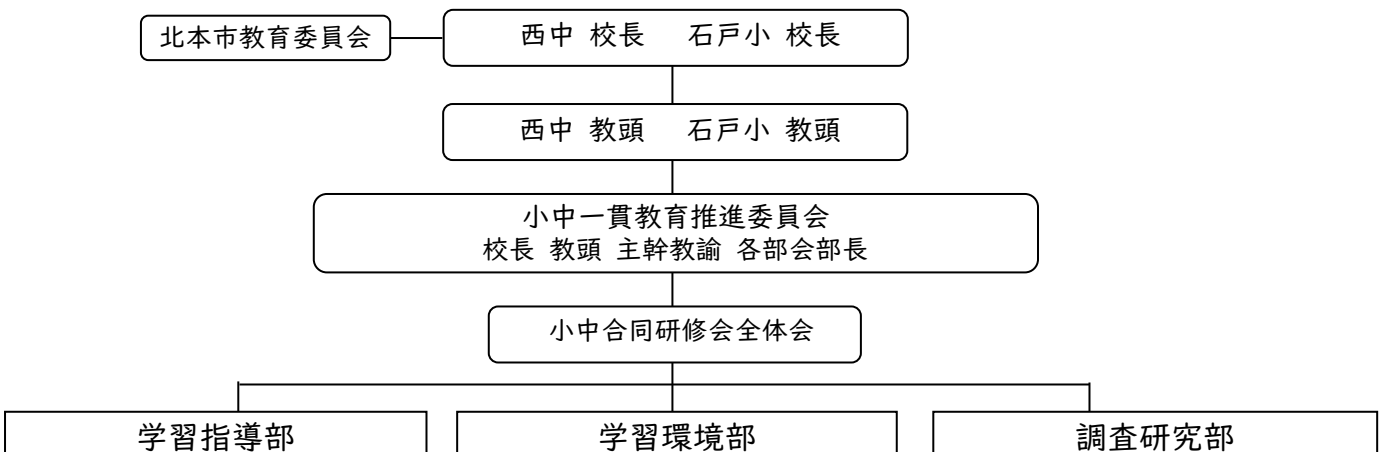 北本市教育委員会
西中 校長 石戸小 校長
西中 教頭 石戸小 教頭
小中一貫教育推進委員会
校長 教頭 主幹教諭 各部会部長
小中合同研修会全体会
学習指導部
学習環境部
調査研究部